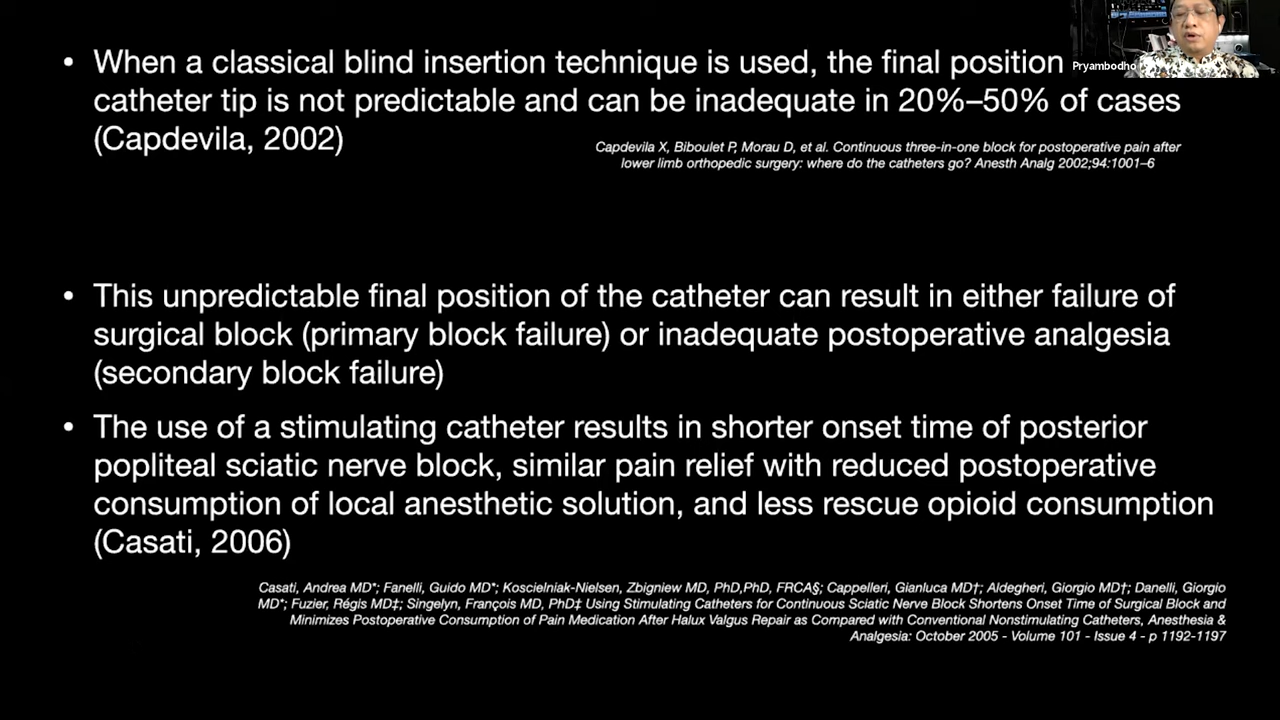 • When a classical blind insertion technique is used, the final position
catheter tip is not predictable and can be inadequate in 20%–50% of cases
(Capdevila, 2002)
Pryambodho
Capdevila X, Biboulet P, Morau D, et al. Continuous three-in-one block for postoperative pain after
lower limb orthopedic surgery: where do the catheters go? Anesth Analg 2002;94:1001–6
• This unpredictable final position of the catheter can result in either failure of
surgical block (primary block failure) or inadequate postoperative analgesia
(secondary block failure)
• The use of a stimulating catheter results in shorter onset time of posterior
popliteal sciatic nerve block, similar pain relief with reduced postoperative
consumption of local anesthetic solution, and less rescue opioid consumption
(Casati, 2006)
Casati, Andrea MD*; Fanelli, Guido MD*; Koscielniak-Nielsen, Zbigniew MD, PhD,PhD, FRCA§; Cappelleri, Gianluca MD†; Aldegheri, Giorgio MD†; Danelli, Giorgio
MD*; Fuzier, Régis MD‡; Singelyn, François MD, PhD‡ Using Stimulating Catheters for Continuous Sciatic Nerve Block Shortens Onset Time of Surgical Block and
Minimizes Postoperative Consumption of Pain Medication After Halux Valgus Repair as Compared with Conventional Nonstimulating Catheters, Anesthesia &
Analgesia: October 2005 - Volume 101 - Issue 4 - p 1192-1197